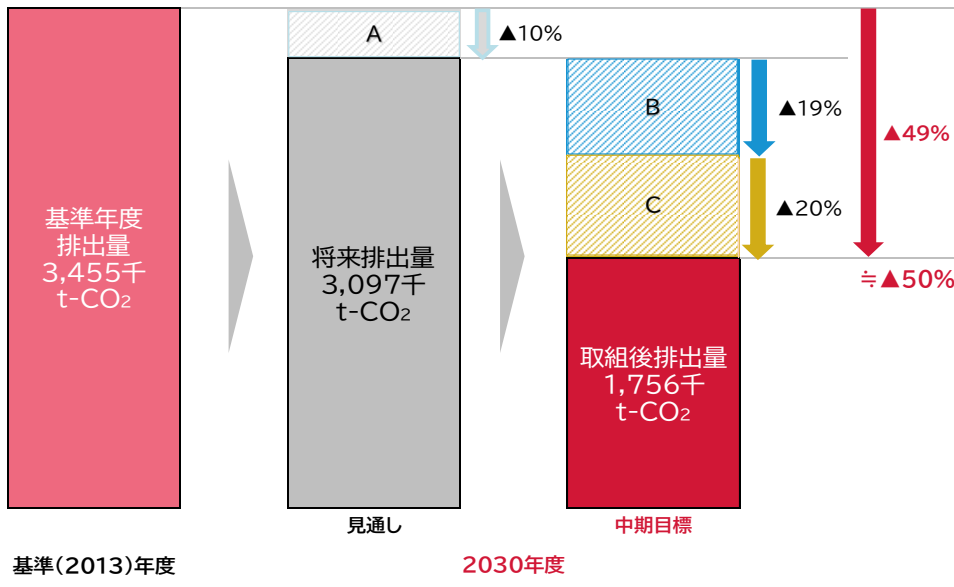 A
▲10%
B
▲19%
▲49%
C
▲20%
基準年度
排出量
3,455千
t-CO2
将来排出量
3,097千
t-CO2
≒▲50%
取組後排出量
1,756千
t-CO2
見通し
中期目標
基準(2013)年度
2030年度